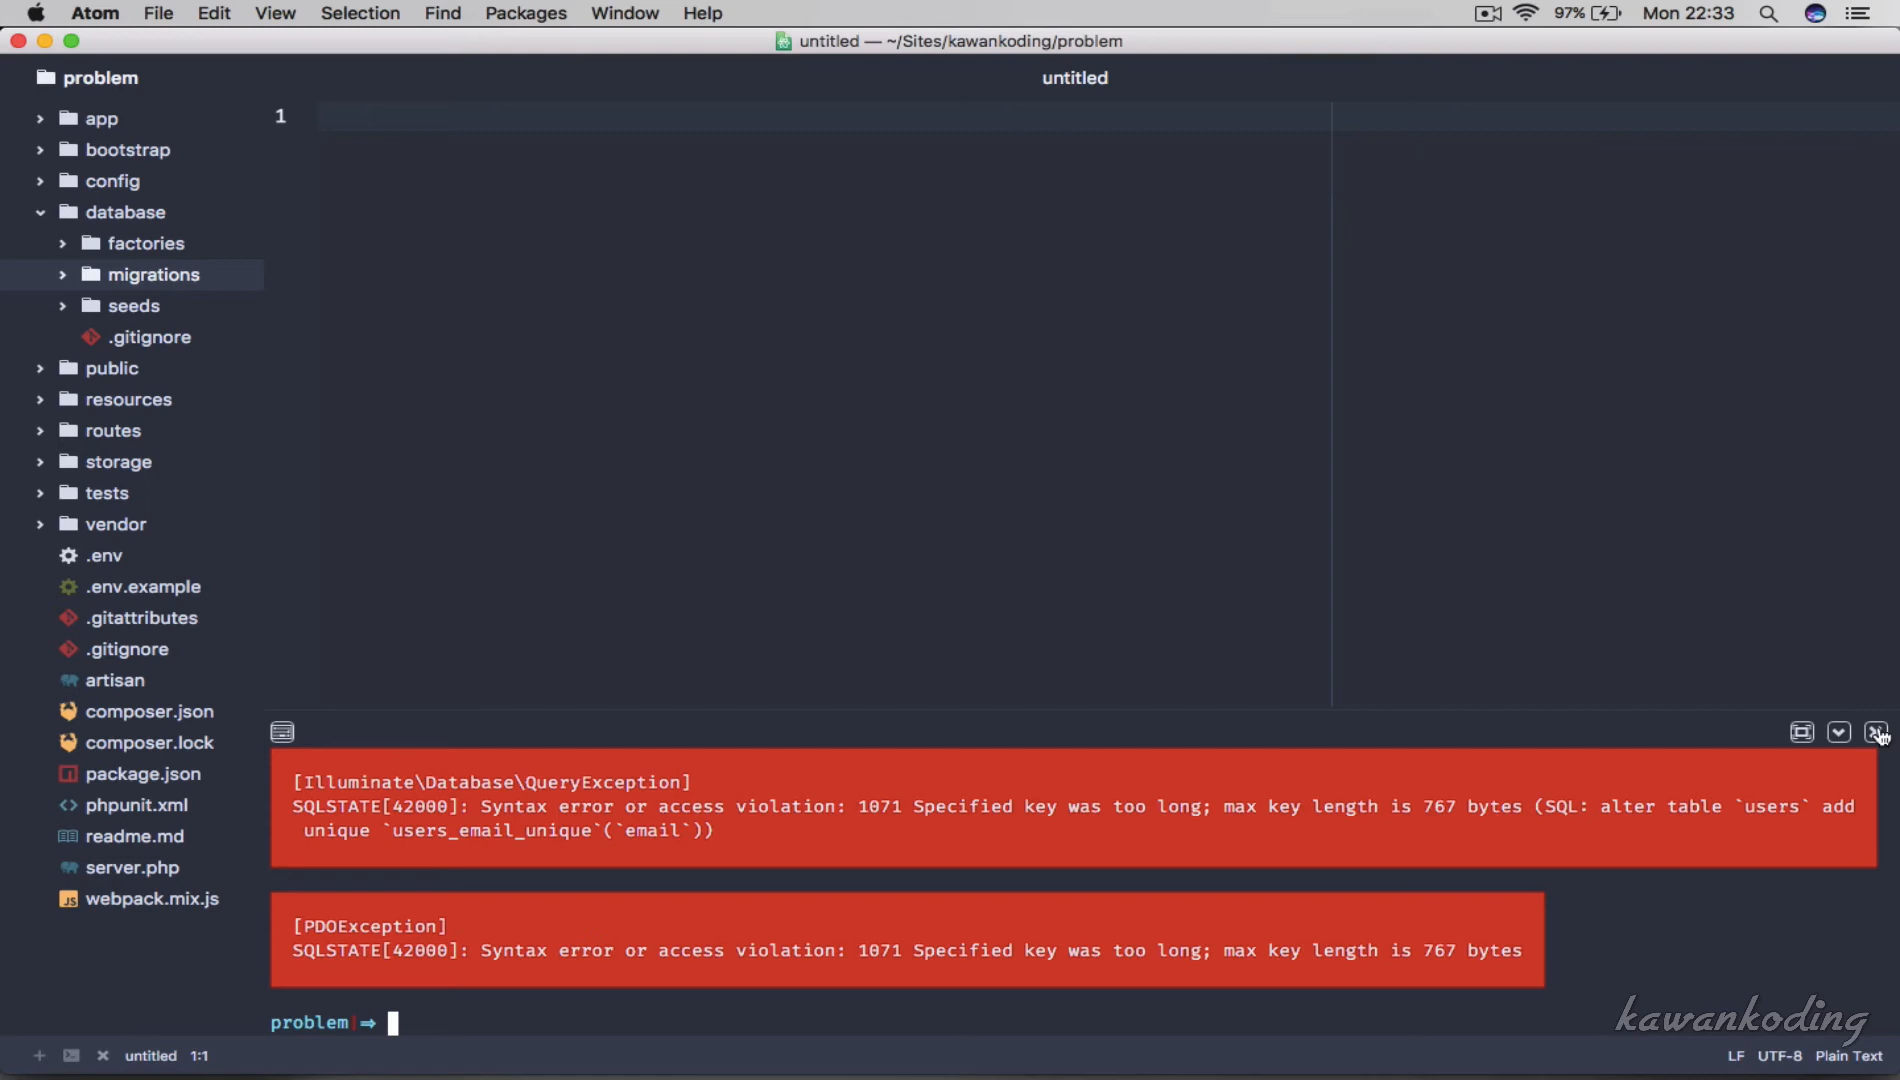 Atom File Edit View Selection Find Packages Window Help 97% Mon 22:33
untitled — ~/Sites/kawankoding/problem
problem
untitled
app
bootstrap
config
database
factories
migrations
seeds
.gitignore
public
resources
routes
storage
tests
vendor
.env
.env.example
.gitattributes
.gitignore
artisan
composer.json
composer.lock
package.json
phpunit.xml
readme.md
server.php
JS webpack.mix.js
1
[Illuminate\Database\QueryException]
SQLSTATE[42000]: Syntax error or access violation: 1071 Specified key was too long; max key length is 767 bytes (SQL: alter table `users` add
unique `users_email_unique`(`email`))
[PDOException]
SQLSTATE[42000]: Syntax error or access violation: 1071 Specified key was too long; max key length is 767 bytes
problem|⇒
kawankoding
untitled 1:1 LF UTF-8 Plain Text